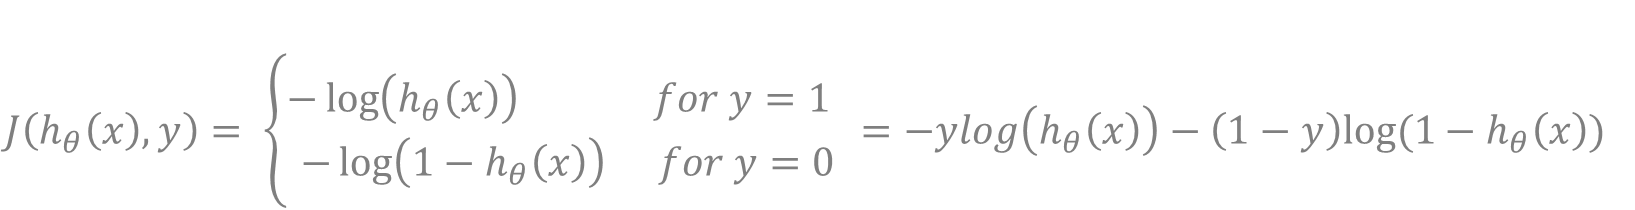 J(hθ(x), y) = { − log(hθ(x)) for y = 1
− log(1 − hθ(x)) for y = 0 = −ylog(hθ(x)) − (1 − y)log(1 − hθ(x))